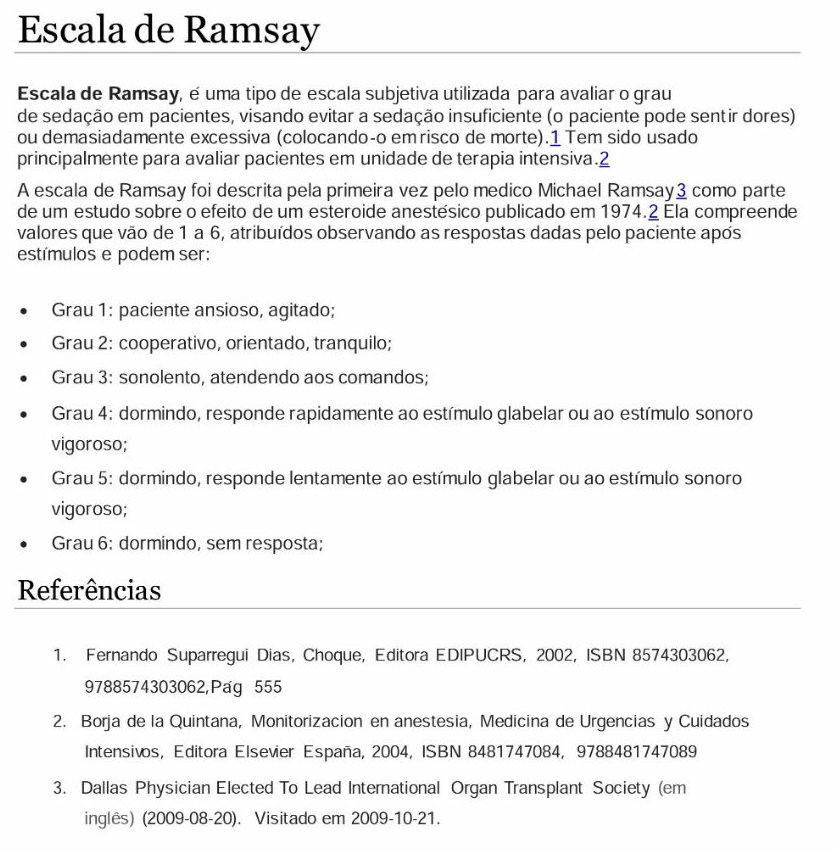 Escala de Ramsay
Escala de Ramsay, é uma tipo de escala subjetiva utilizada para avaliar o grau
de sedação em pacientes, visando evitar a sedação insuficiente (o paciente pode sentir dores)
ou demasiadamente excessiva (colocando-o em risco de morte).1 Tem sido usado
principalmente para avaliar pacientes em unidade de terapia intensiva.2
A escala de Ramsay foi descrita pela primeira vez pelo medico Michael Ramsay3 como parte
de um estudo sobre o efeito de um esteroide anestésico publicado em 1974.2 Ela compreende
valores que vão de 1 a 6, atribuídos observando as respostas dadas pelo paciente após
estímulos e podem ser:
• Grau 1: paciente ansioso, agitado;
• Grau 2: cooperativo, orientado, tranquilo;
• Grau 3: sonolento, atendendo aos comandos;
• Grau 4: dormindo, responde rapidamente ao estímulo glabelar ou ao estímulo sonoro
vigoroso;
• Grau 5: dormindo, responde lentamente ao estímulo glabelar ou ao estímulo sonoro
vigoroso;
• Grau 6: dormindo, sem resposta;
Referências
1. Fernando Suparregui Dias, Choque, Editora EDIPUCRS, 2002, ISBN 8574303062,
9788574303062,Pág 555
2. Borja de la Quintana, Monitorizacion en anestesia, Medicina de Urgencias y Cuidados
Intensivos, Editora Elsevier España, 2004, ISBN 8481747084, 9788481747089
3. Dallas Physician Elected To Lead International Organ Transplant Society (em
inglês) (2009-08-20). Visitado em 2009-10-21.